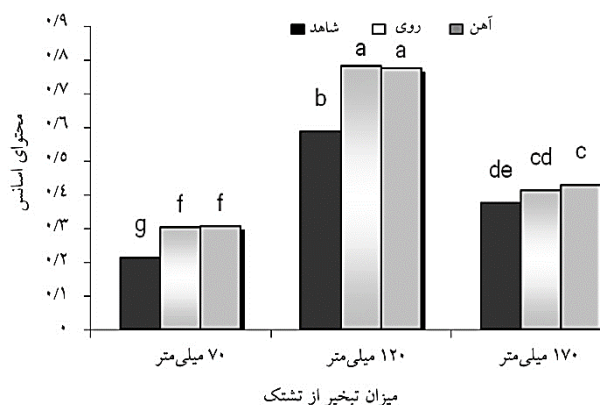 شاهد روی آهن
محتوای اسانس
۰/۹
۰/۸
۰/۷
۰/۶
۰/۵
۰/۴
۰/۳
۰/۲
۰/۱
۰
g f f
b a a
de cd c
۷۰ میلی‌متر ۱۲۰ میلی‌متر ۱۷۰ میلی‌متر
میزان تبخیر از تشتک